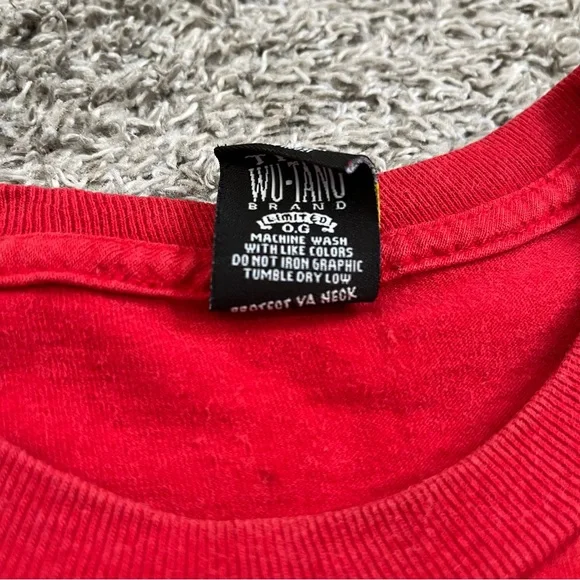 WU-TANG
BRAND
LIMITED
O.G
MACHINE WASH
WITH LIKE COLORS
DO NOT IRON GRAPHIC
TUMBLE DRY LOW
PROTECT YA NECK